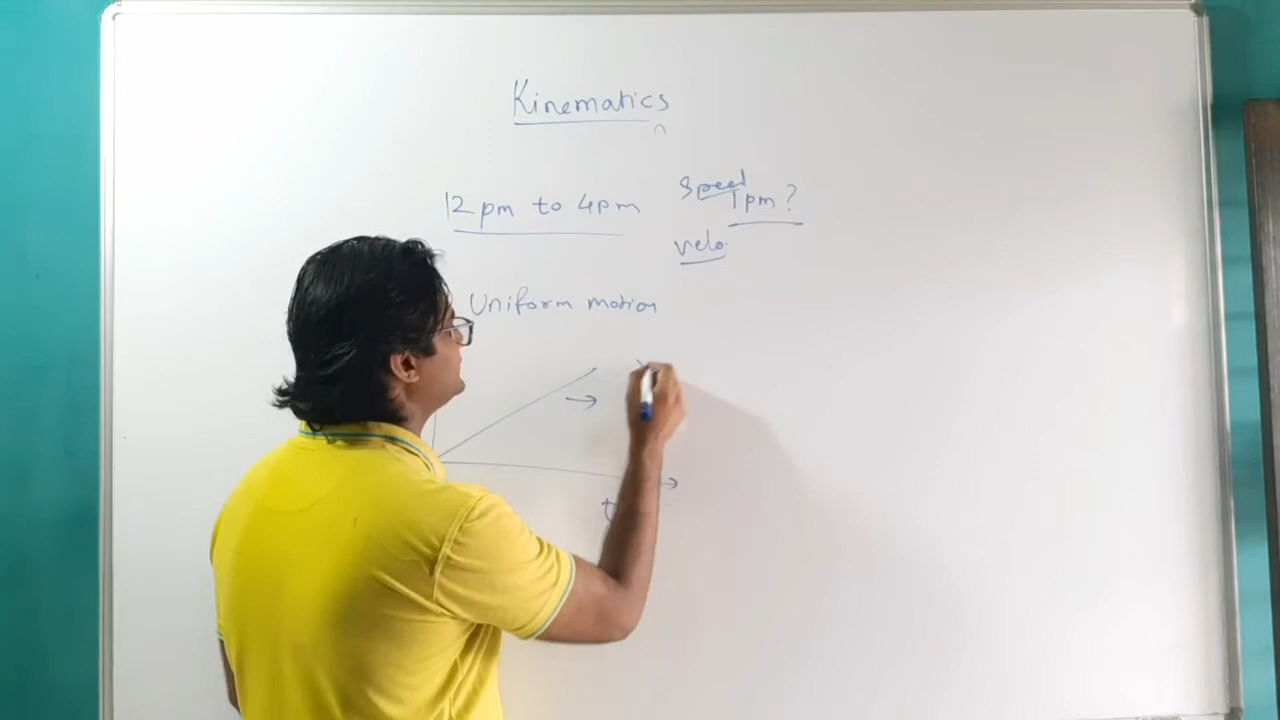 Kinematics
12 pm to 4 pm speed 1 pm ?
velo.
Uniform motion
t